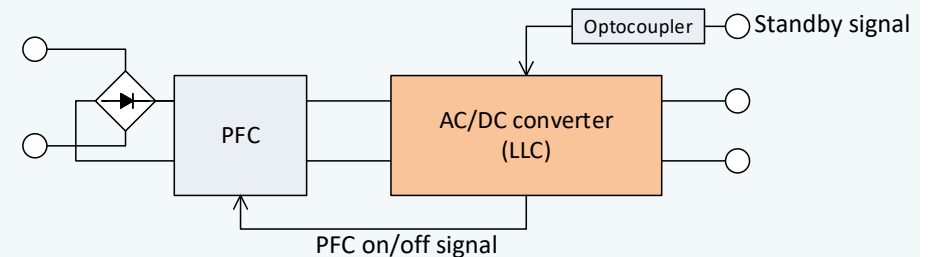 Optocoupler
Standby signal
PFC
AC/DC converter
(LLC)
PFC on/off signal